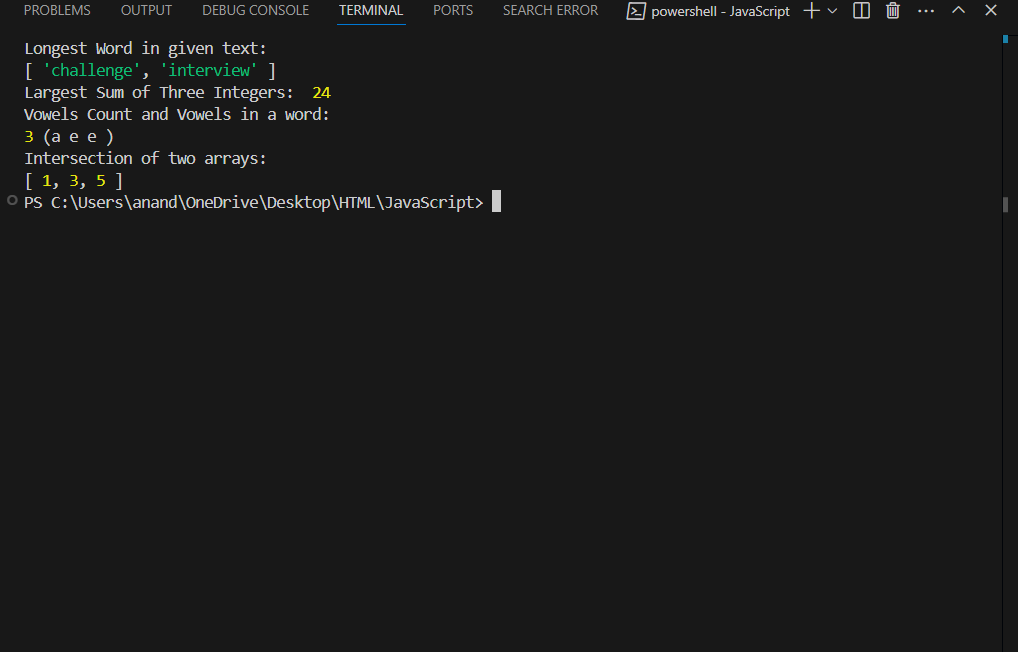 PROBLEMS OUTPUT DEBUG CONSOLE TERMINAL PORTS SEARCH ERROR powershell - JavaScript
Longest Word in given text:
[ 'challenge', 'interview' ]
Largest Sum of Three Integers:  24
Vowels Count and Vowels in a word:
3 (a e e )
Intersection of two arrays:
[ 1, 3, 5 ]
PS C:\Users\anand\OneDrive\Desktop\HTML\JavaScript>